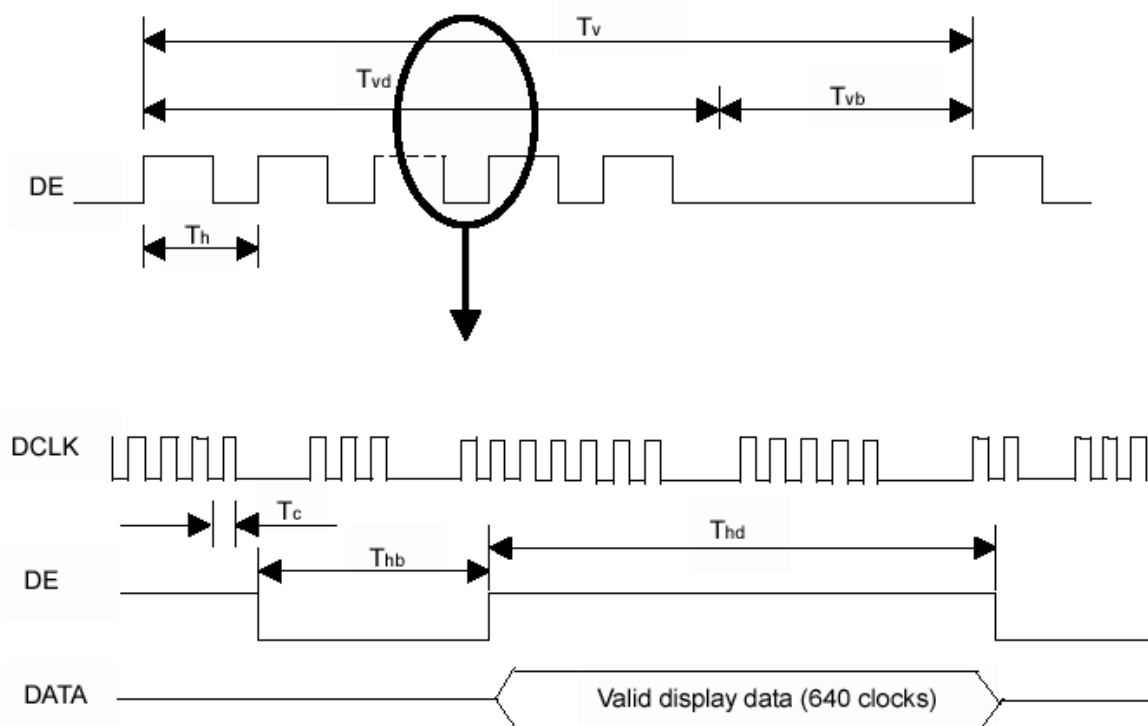 Tv
Tvd
Tvb
DE
Th
DCLK
Tc
Thd
Thb
DE
DATA
Valid display data (640 clocks)